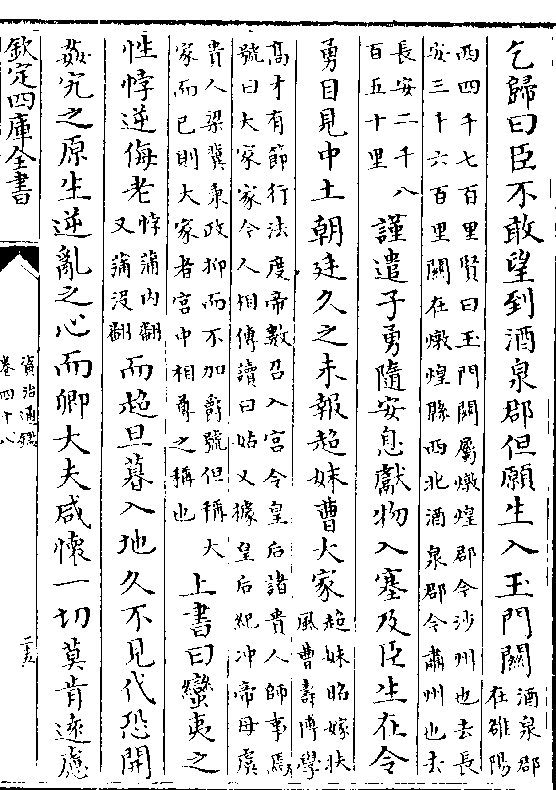 乞歸曰臣不敢望到酒泉郡但願生入玉門關酒泉郡在雒陽
西四千七百里賢曰玉門關屬燉煌郡今沙州也去長
安三千六百里關在燉煌縣西北酒泉郡今肅州也去
長安二千八百五十里謹遣子勇隨安息獻物入塞及臣生在令
勇目見中土朝廷久之未報超妹曹大家超妹昭嫁扶風曹壽博學
高才有節行法度帝數召入宮令皇后諸貴人師事焉
號曰大家家今人相傳讀曰姑又據皇后紀沖帝母虞
貴人梁冀秉政抑而不加爵號但稱大家而已則大家者宮中相尊之稱也上書曰蠻夷之
性悖逆侮老悖蒲内翻又蒲没翻而超旦暮入地久不見代恐開
姦宄之原生逆亂之心而卿大夫咸懷一切莫肯逺慮
欽定四庫全書
資治通鑑
卷四十八
二五